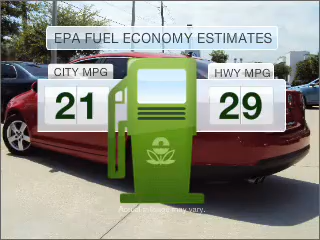 EPA FUEL ECONOMY ESTIMATES
CITY MPG
HWY MPG
21
29
Actual mileage may vary.